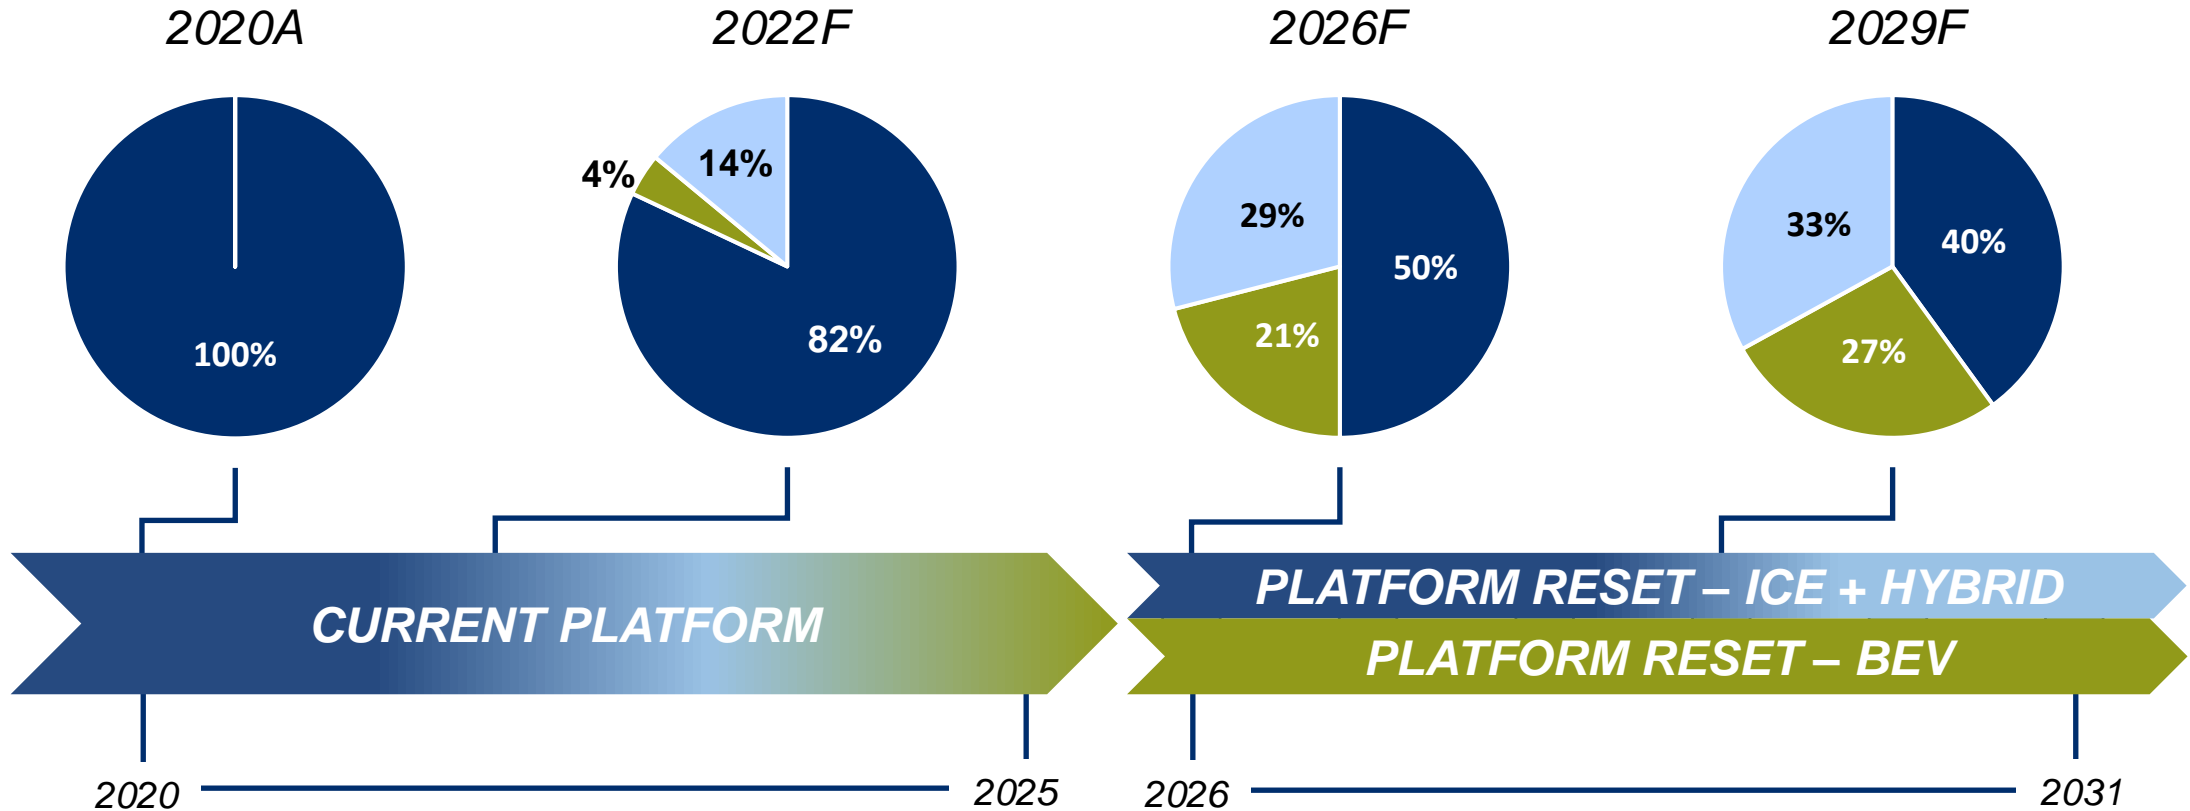 2020A
2022F
2026F
2029F
100%
4%
14%
82%
29%
50%
21%
33%
40%
27%
CURRENT PLATFORM
PLATFORM RESET – ICE + HYBRID
PLATFORM RESET – BEV
2020
2025
2026
2031